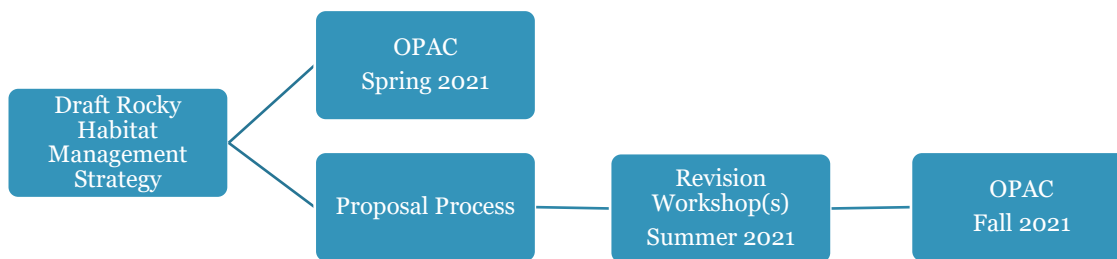 Draft Rocky
Habitat
Management
Strategy
OPAC
Spring 2021
Proposal Process
Revision
Workshop(s)
Summer 2021
OPAC
Fall 2021